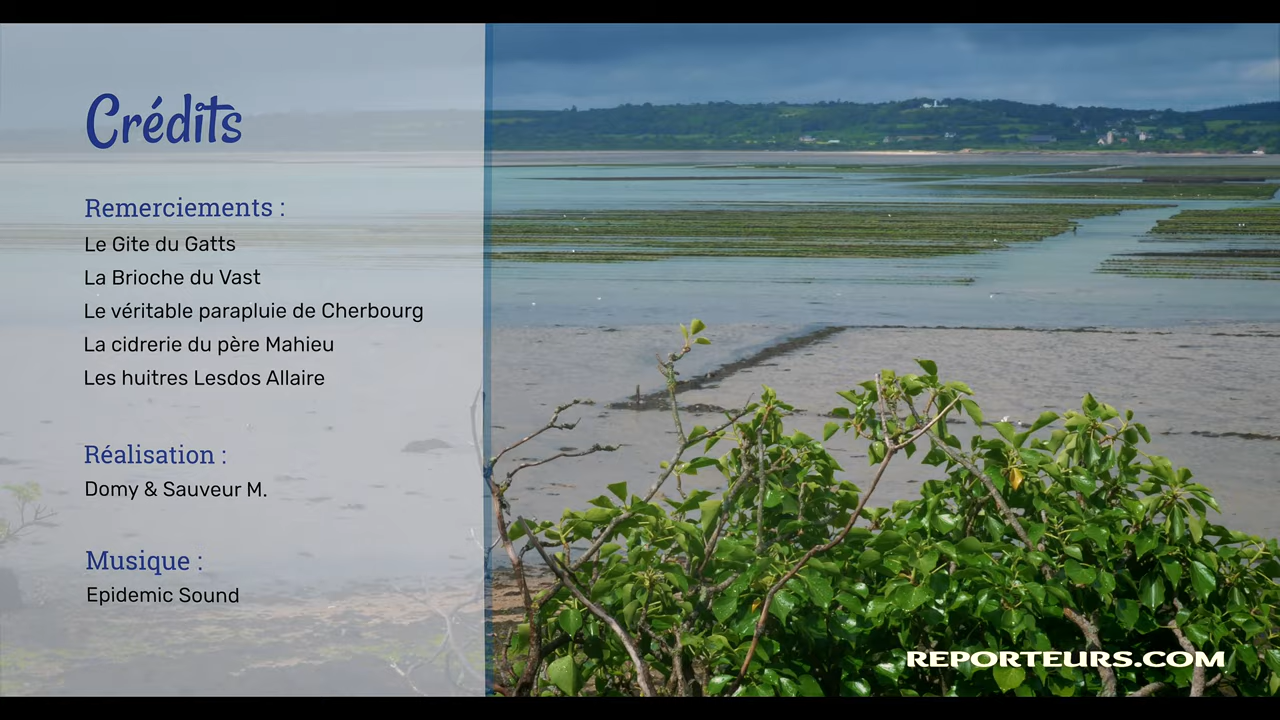 Crédits
Remerciements :
Le Gite du Gatts
La Brioche du Vast
Le véritable parapluie de Cherbourg
La cidrerie du père Mahieu
Les huitres Lesdos Allaire
Réalisation :
Domy & Sauveur M.
Musique :
Epidemic Sound
REPORTEURS.COM